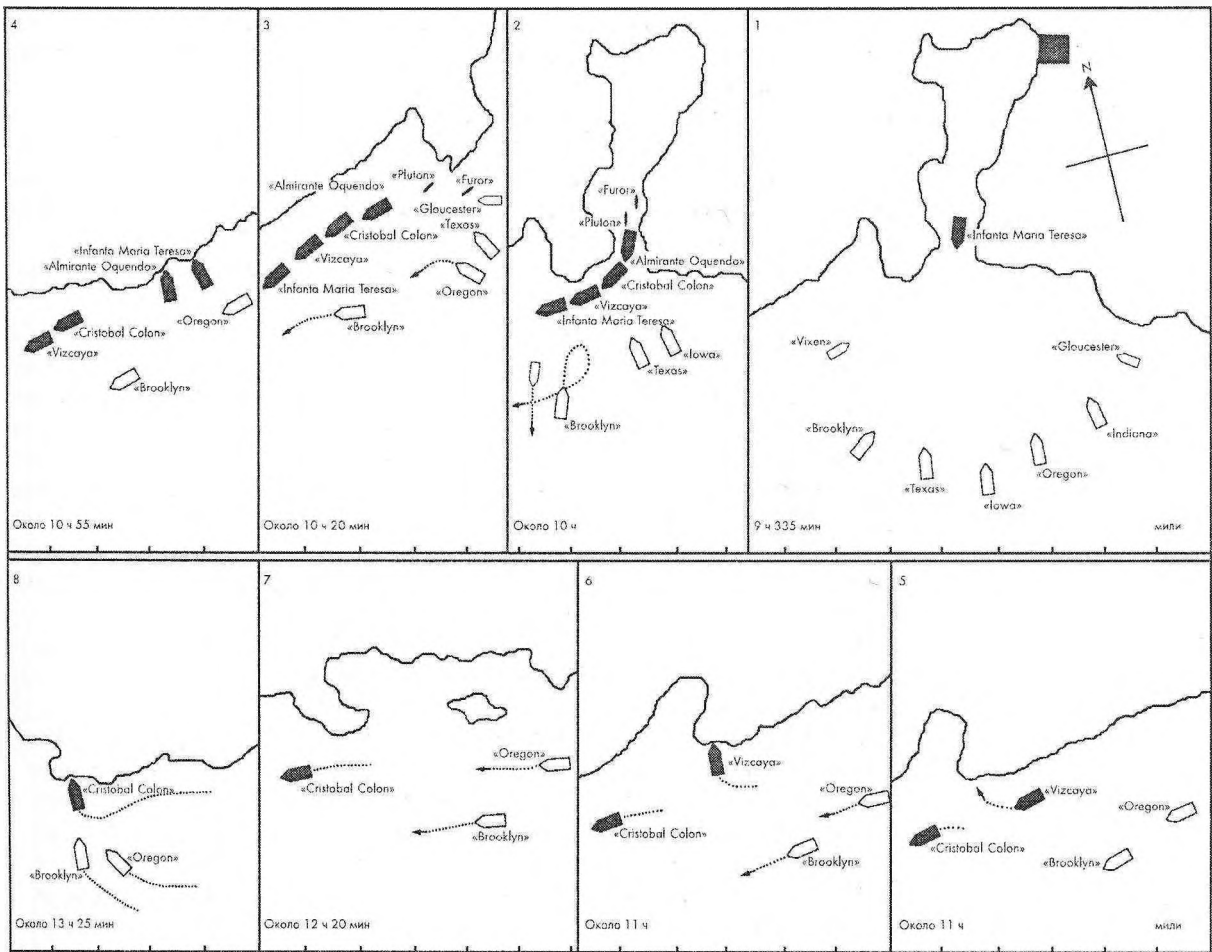 4
«Infanta Maria Teresa»
«Almirante Oquendo»
«Oregon»
«Cristobal Colon»
«Vizcaya»
«Brooklyn»
Около 10 ч 55 мин
3
«Pluton»
«Furor»
«Almirante Oquendo»
«Gloucester»
«Texas»
«Cristobal Colon»
«Vizcaya»
«Infanta Maria Teresa»
«Oregon»
«Brooklyn»
Около 10 ч 20 мин
2
«Furor»
«Pluton»
«Almirante Oquendo»
«Cristobal Colon»
«Vizcaya»
«Infanta Maria Teresa»
«Iowa»
«Texas»
«Brooklyn»
Около 10 ч
1
N
«Infanta Maria Teresa»
«Vixen»
«Gloucester»
«Brooklyn»
«Indiana»
«Oregon»
«Texas»
«Iowa»
9 ч 335 мин
мили
8
«Cristobal Colon»
«Oregon»
«Brooklyn»
Около 13 ч 25 мин
7
«Oregon»
«Cristobal Colon»
«Brooklyn»
Около 12 ч 20 мин
6
«Vizcaya»
«Oregon»
«Cristobal Colon»
«Brooklyn»
Около 11 ч
5
«Vizcaya»
«Oregon»
«Cristobal Colon»
«Brooklyn»
Около 11 ч
мили